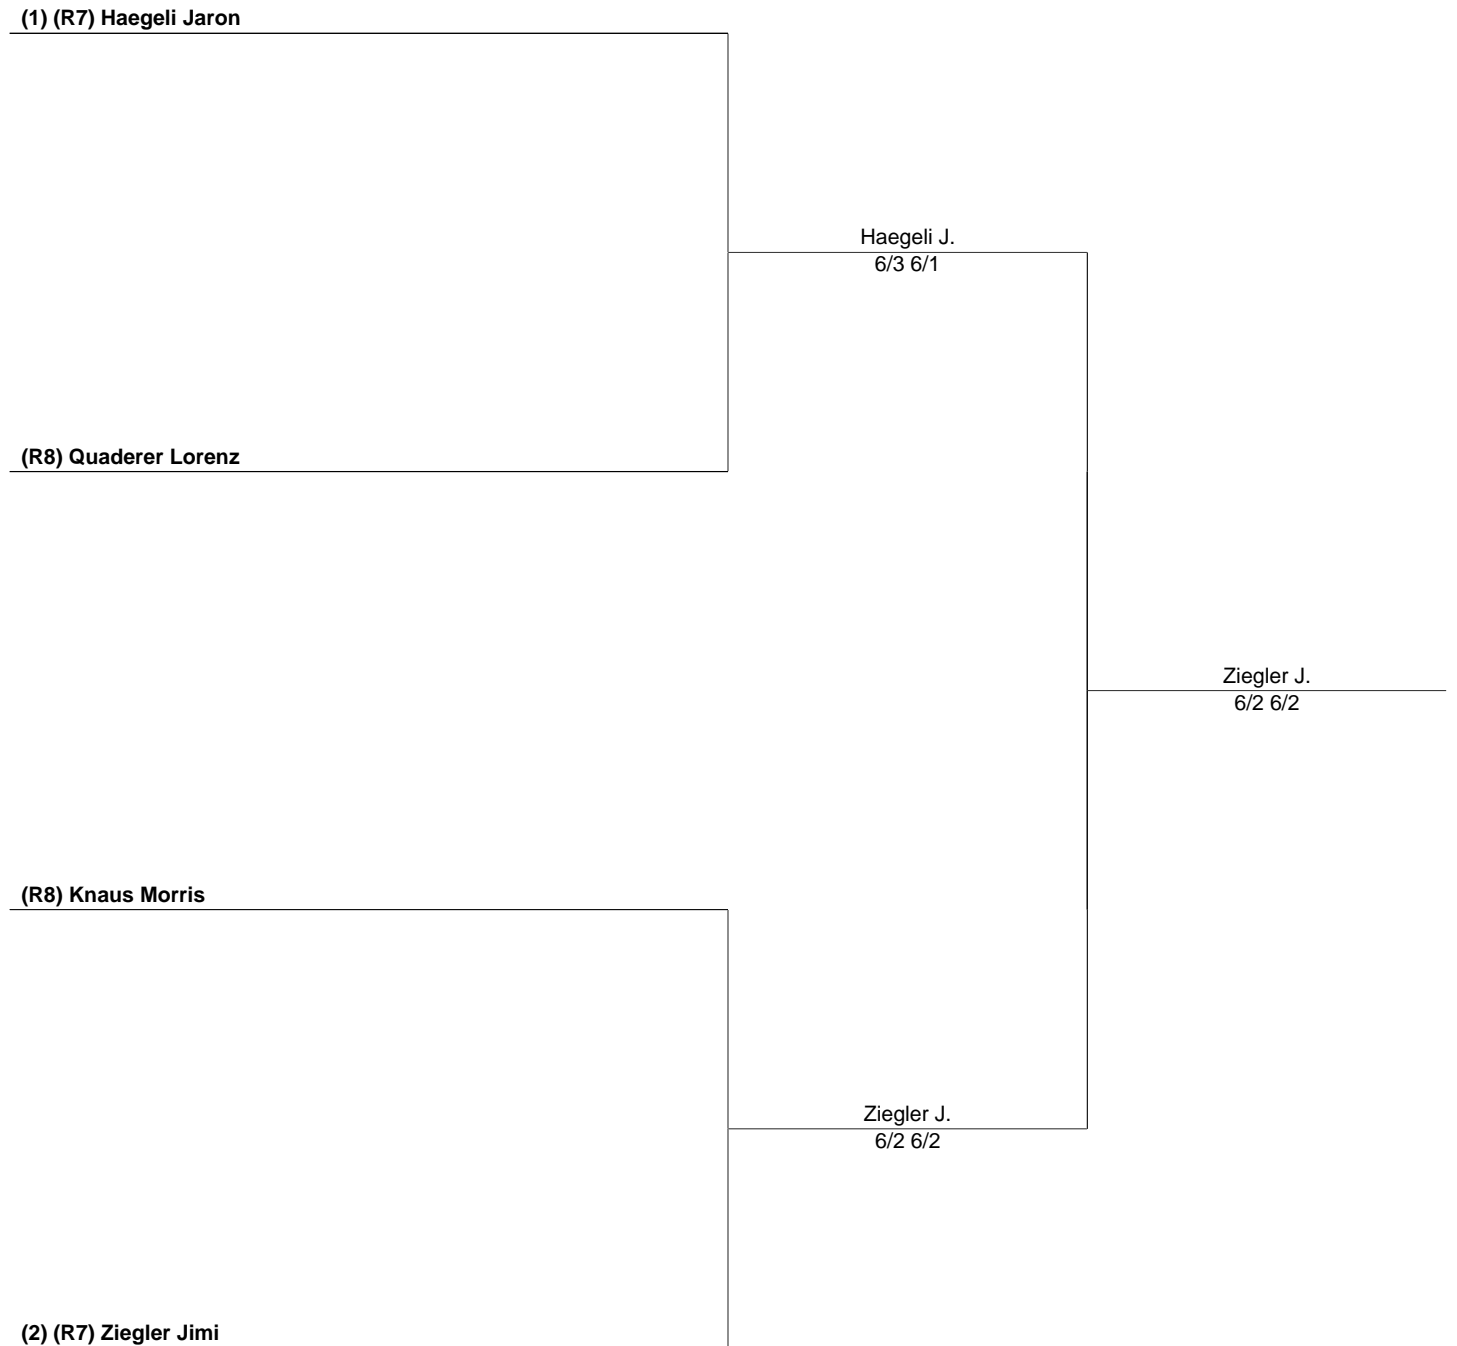 (1) (R7) Haegeli Jaron
Haegeli J.
6/3 6/1
(R8) Quaderer Lorenz
Ziegler J.
6/2 6/2
(R8) Knaus Morris
Ziegler J.
6/2 6/2
(2) (R7) Ziegler Jimi